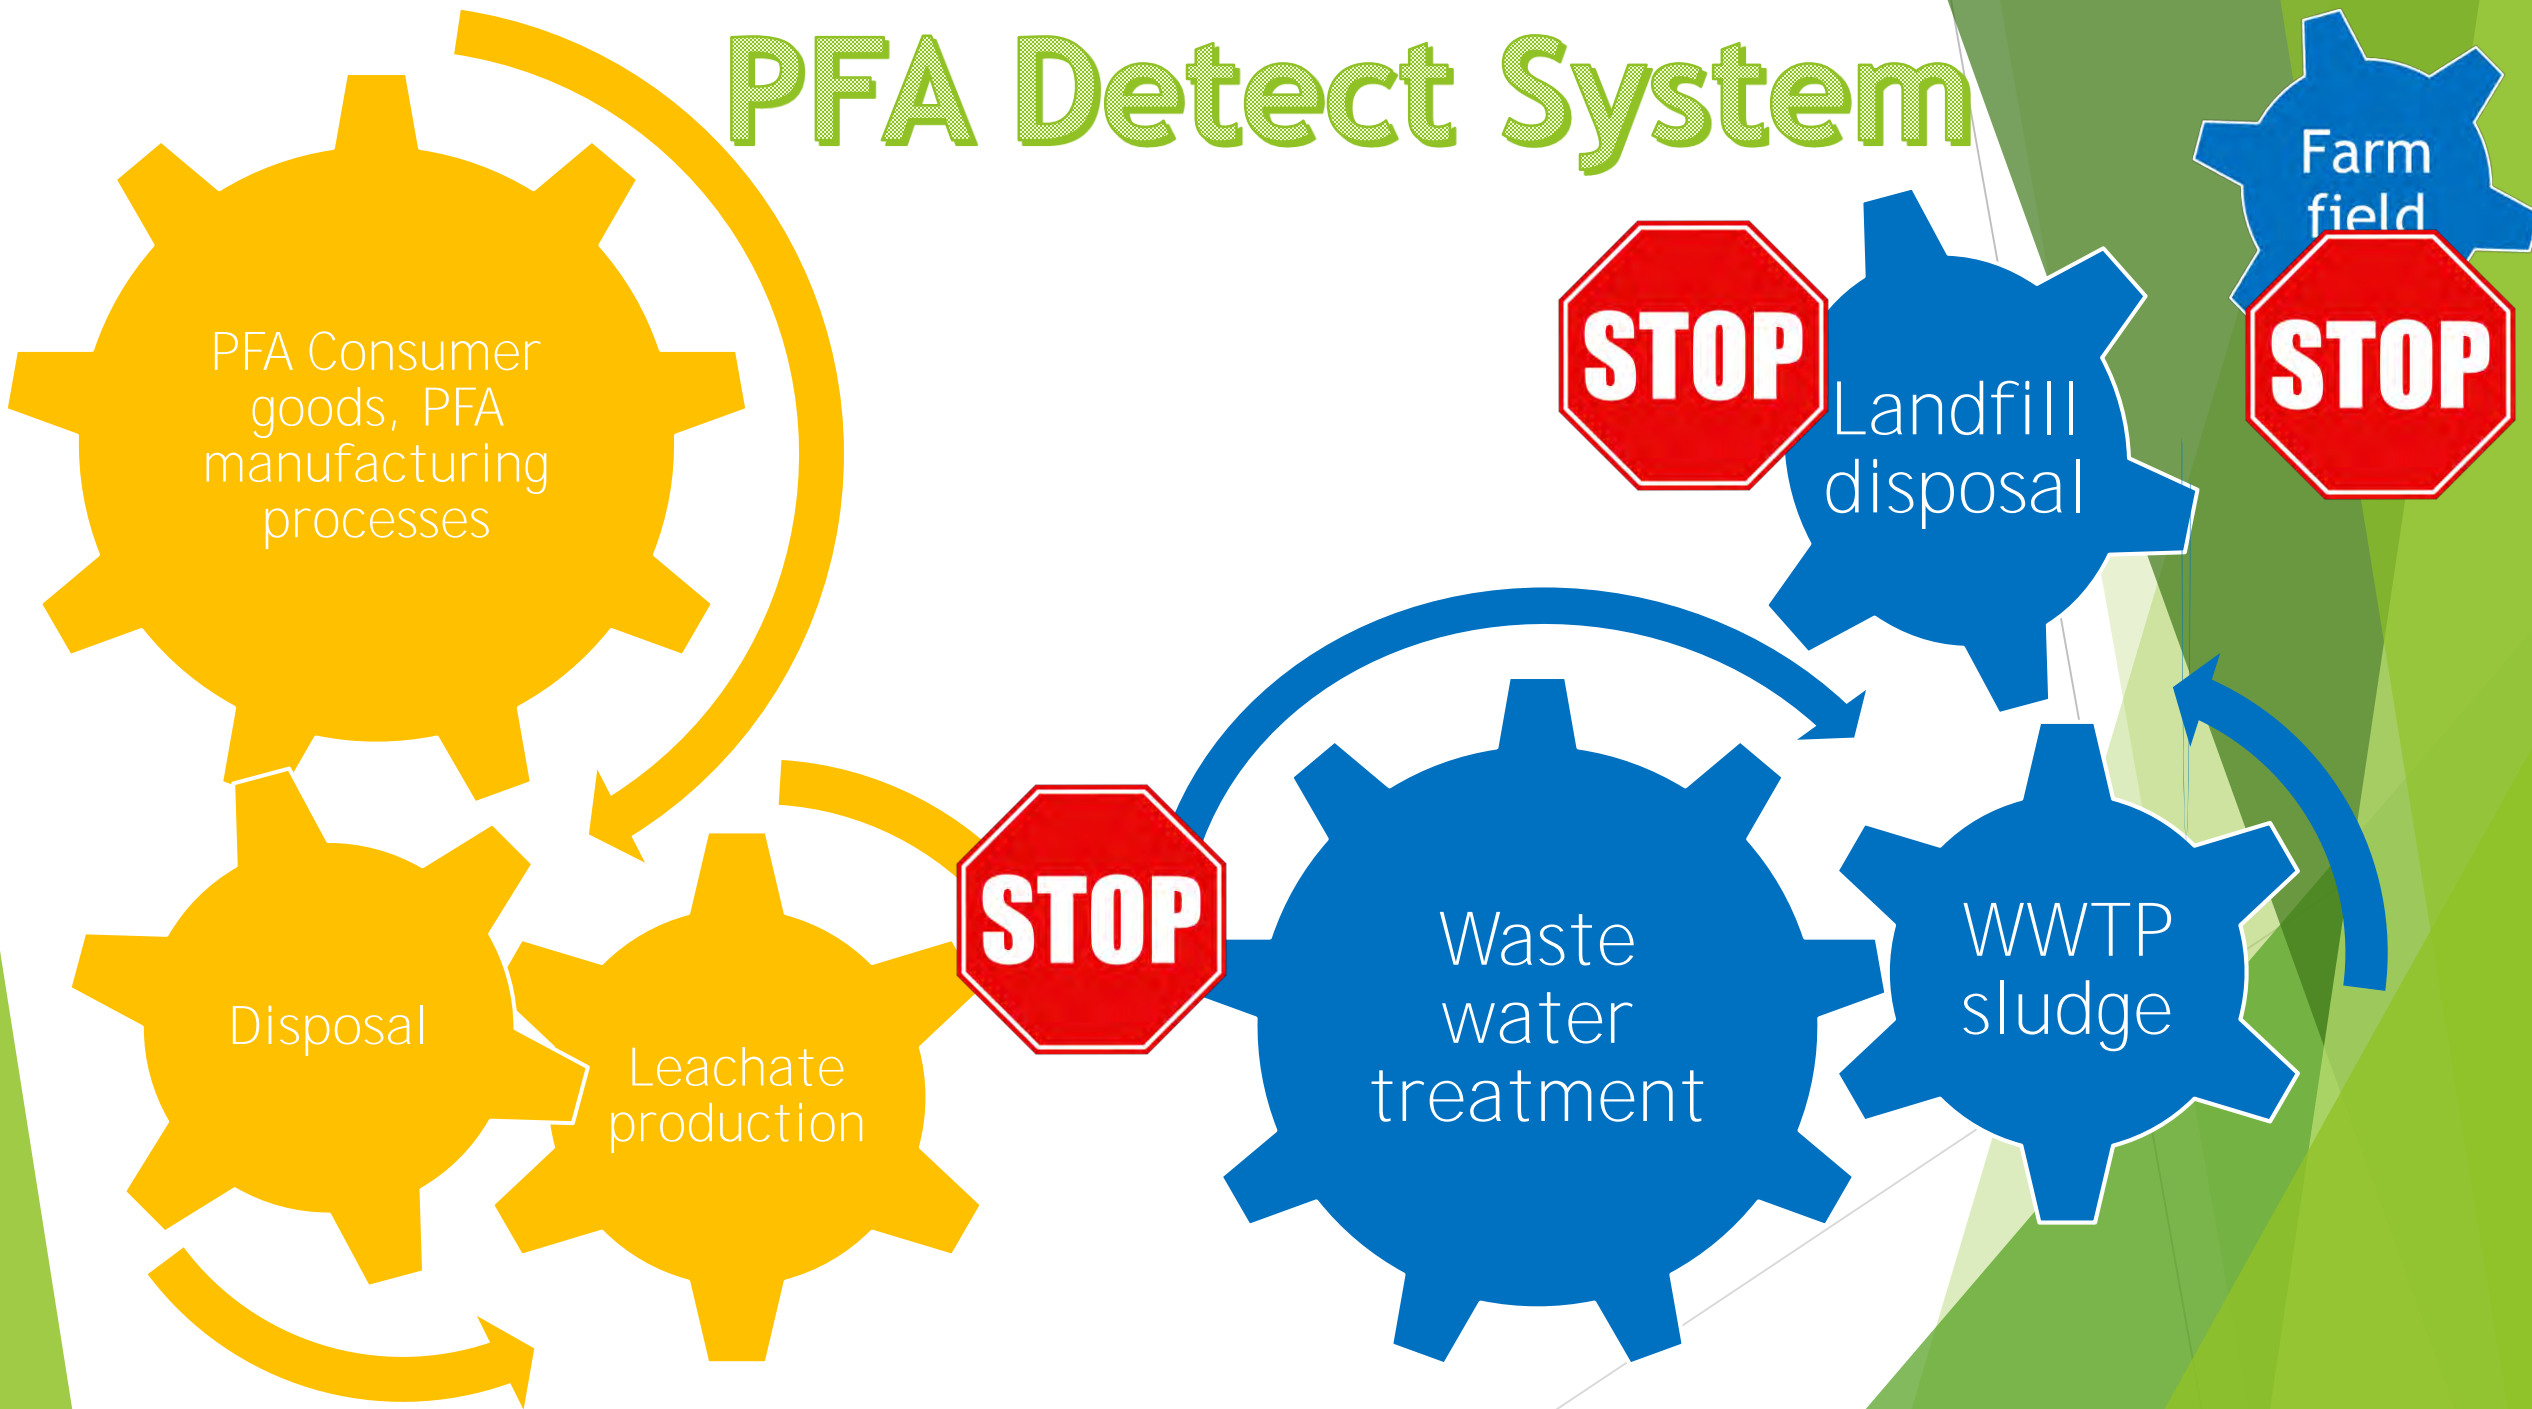 PFA Detect System
PFA Consumer
goods, PFA
manufacturing
processes
Disposal
Leachate
production
STOP
Waste
water
treatment
WWTP
sludge
STOP
Landfill
disposal
Farm
field
STOP